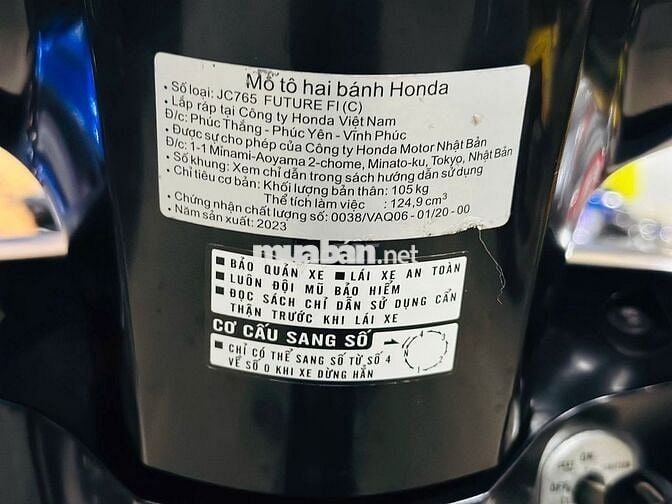 Mô tô hai bánh Honda
• Số loại: JC765 FUTURE FI (C)
• Lắp ráp tại Công ty Honda Việt Nam
Đ/c: Phúc Thắng - Phúc Yên - Vĩnh Phúc
• Được sự cho phép của Công ty Honda Motor Nhật Bản
Đ/c: 1-1 Minami-Aoyama 2-chome, Minato-ku, Tokyo, Nhật Bản
• Số khung: Xem chỉ dẫn trong sách hướng dẫn sử dụng
• Chỉ tiêu cơ bản: Khối lượng bản thân: 105 kg
Thể tích làm việc : 124,9 cm³
• Chứng nhận chất lượng số: 0038/VAQ06 - 01/20 - 00
• Năm sản xuất: 2023
muaban.net
■ BẢO QUẢN XE ■ LÁI XE AN TOÀN
■ LUÔN ĐỘI MŨ BẢO HIỂM
■ ĐỌC SÁCH CHỈ DẪN SỬ DỤNG CẨN
THẬN TRƯỚC KHI LÁI XE
CƠ CẤU SANG SỐ
■ CHỈ CÓ THỂ SANG SỐ TỪ SỐ 4
VỀ SỐ 0 KHI XE DỪNG HẲN
N
ON
OFF